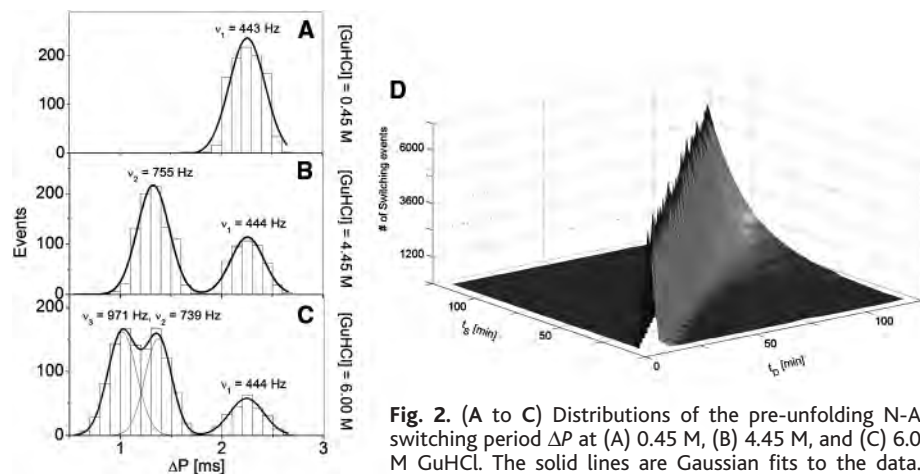 A
ν₁ = 443 Hz
[GuHCl] = 0.45 M
200
100
0
B
ν₂ = 755 Hz
ν₁ = 444 Hz
[GuHCl] = 4.45 M
200
100
0
Events
C
ν₃ = 971 Hz, ν₂ = 739 Hz
ν₁ = 444 Hz
[GuHCl] = 6.00 M
200
100
0
1
2
3
ΔP [ms]
D
# of Switching events
6000
3600
1200
100
50
t_S [min]
0
50
100
t_D [min]
Fig. 2. (A to C) Distributions of the pre-unfolding N-A
switching period ΔP at (A) 0.45 M, (B) 4.45 M, and (C) 6.0
M GuHCl. The solid lines are Gaussian fits to the data.